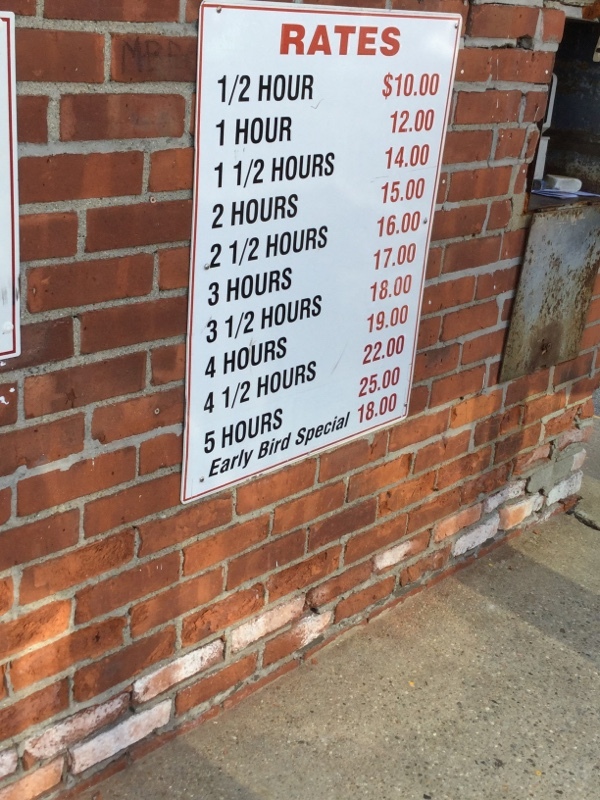 RATES
1/2 HOUR $10.00
1 HOUR 12.00
1 1/2 HOURS 14.00
2 HOURS 15.00
2 1/2 HOURS 16.00
3 HOURS 17.00
3 1/2 HOURS 18.00
4 HOURS 19.00
4 1/2 HOURS 22.00
5 HOURS 25.00
Early Bird Special 18.00